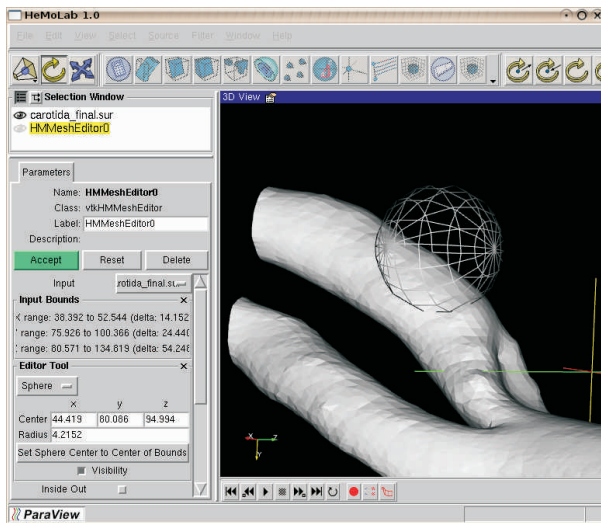 HeMoLab 1.0
File Edit View Select Source Filter Window Help
Selection Window
3D View
carotida_final.sur
HMMeshEditor0
Parameters
Name: HMMeshEditor0
Class: vtkHMMeshEditor
Label: HMMeshEditor0
Description:
Accept Reset Delete
Input rotida_final.su
Input Bounds
range: 38.392 to 52.544 (delta: 14.152
range: 75.926 to 100.366 (delta: 24.440
range: 80.571 to 134.819 (delta: 54.248
Editor Tool
Sphere
x y z
Center 44.419 80.086 94.994
Radius 4.2152
Set Sphere Center to Center of Bounds
Visibility
Inside Out
X Z
Y
ParaView